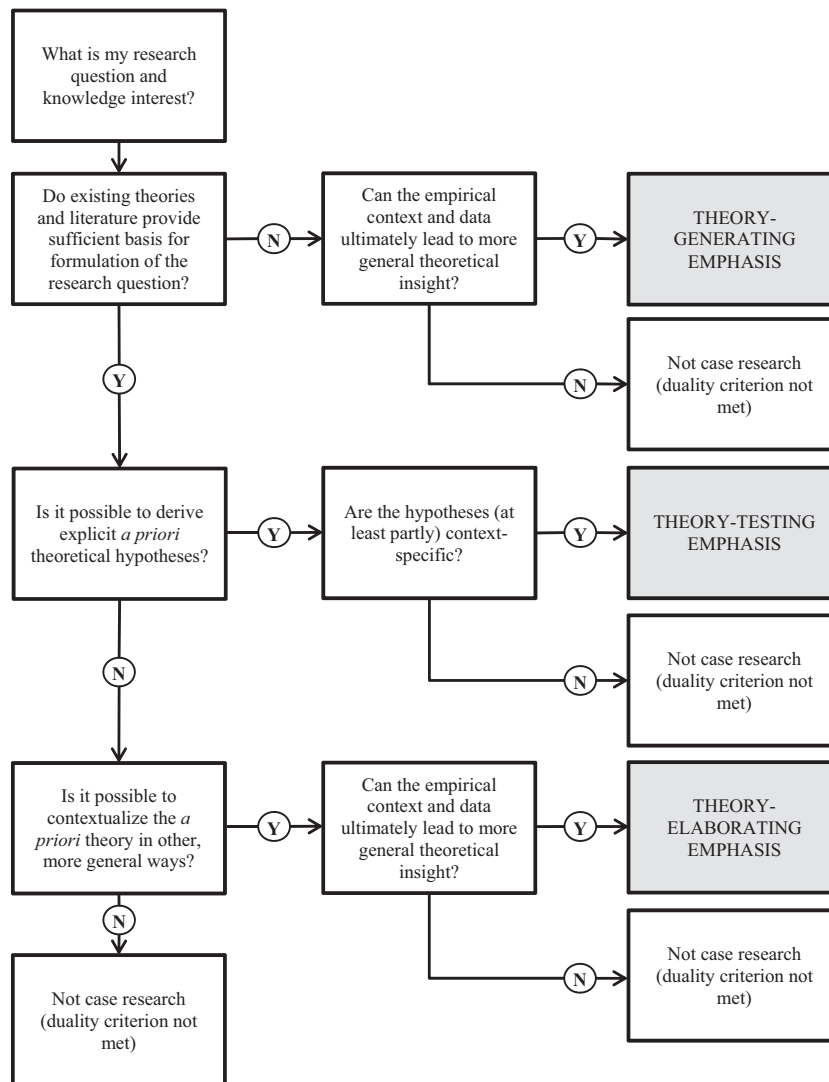 What is my research
question and
knowledge interest?
Do existing theories
and literature provide
sufficient basis for
formulation of the
research question?
N
Can the empirical
context and data
ultimately lead to more
general theoretical
insight?
Y
THEORY-
GENERATING
EMPHASIS
N
Not case research
(duality criterion not
met)
Y
Is it possible to derive
explicit a priori
theoretical hypotheses?
Y
Are the hypotheses (at
least partly) context-
specific?
Y
THEORY-TESTING
EMPHASIS
N
Not case research
(duality criterion not
met)
N
Is it possible to
contextualize the a
priori theory in other,
more general ways?
Y
Can the empirical
context and data
ultimately lead to more
general theoretical
insight?
Y
THEORY-
ELABORATING
EMPHASIS
N
Not case research
(duality criterion not
met)
N
Not case research
(duality criterion not
met)